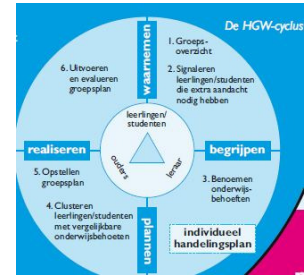 De HGW-cyclus
waarnemen
1. Groeps-
overzicht
2. Signaleren
leerlingen/studenten
die extra aandacht
nodig hebben
begrijpen
3. Benoemen
onderwijs-
behoeften
individueel
handelingsplan
plannen
4. Clusteren
leerlingen/studenten
met vergelijkbare
onderwijsbehoeten
5. Opstellen
groepsplan
realiseren
6. Uitvoeren
en evalueren
groepsplan
leerlingen/
studenten
ouders
leraar